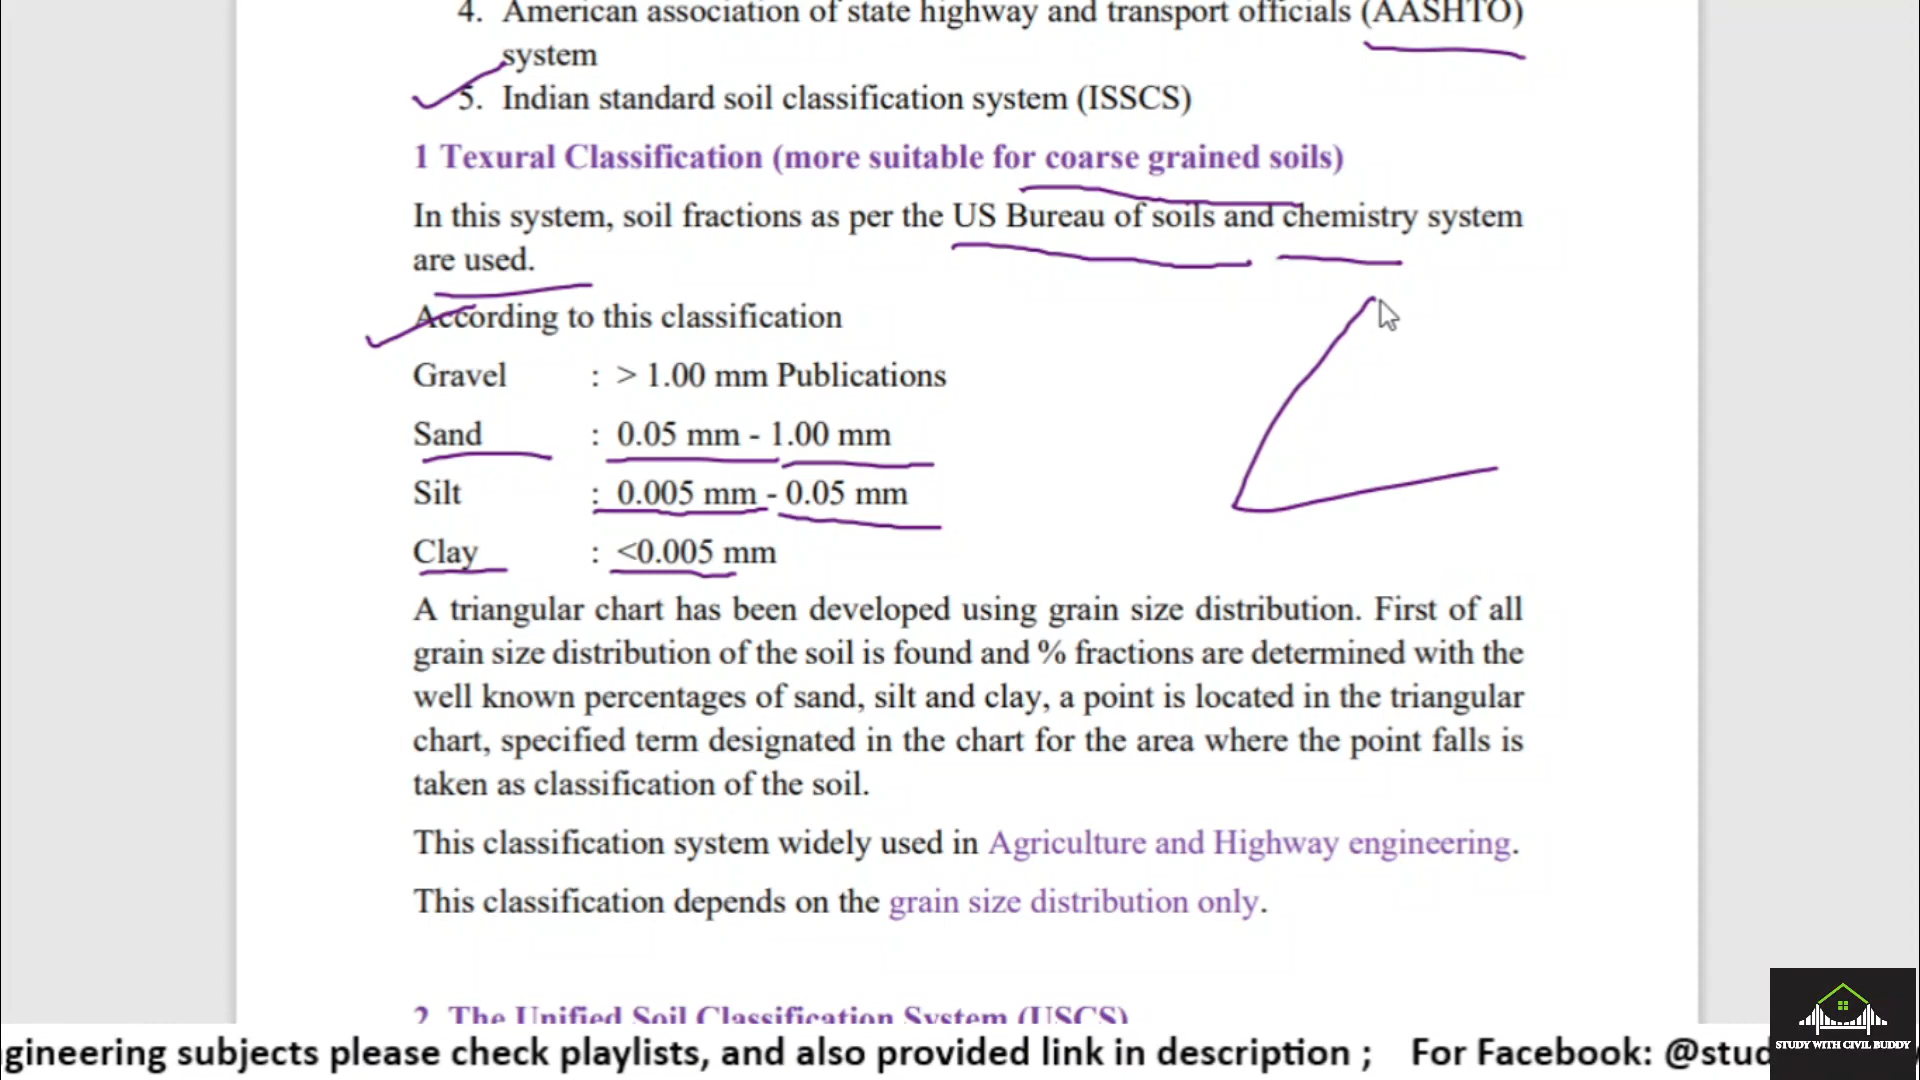 4. American association of state highway and transport officials (AASHTO)
system
5. Indian standard soil classification system (ISSCS)
1 Texural Classification (more suitable for coarse grained soils)
In this system, soil fractions as per the US Bureau of soils and chemistry system
are used.
According to this classification
Gravel : > 1.00 mm Publications
Sand : 0.05 mm - 1.00 mm
Silt : 0.005 mm - 0.05 mm
Clay : <0.005 mm
A triangular chart has been developed using grain size distribution. First of all
grain size distribution of the soil is found and % fractions are determined with the
well known percentages of sand, silt and clay, a point is located in the triangular
chart, specified term designated in the chart for the area where the point falls is
taken as classification of the soil.
This classification system widely used in Agriculture and Highway engineering.
This classification depends on the grain size distribution only.
2. The Unified Soil Classification System (USCS)
gineering subjects please check playlists, and also provided link in description ; For Facebook: @stud
STUDY WITH CIVIL BUDDY